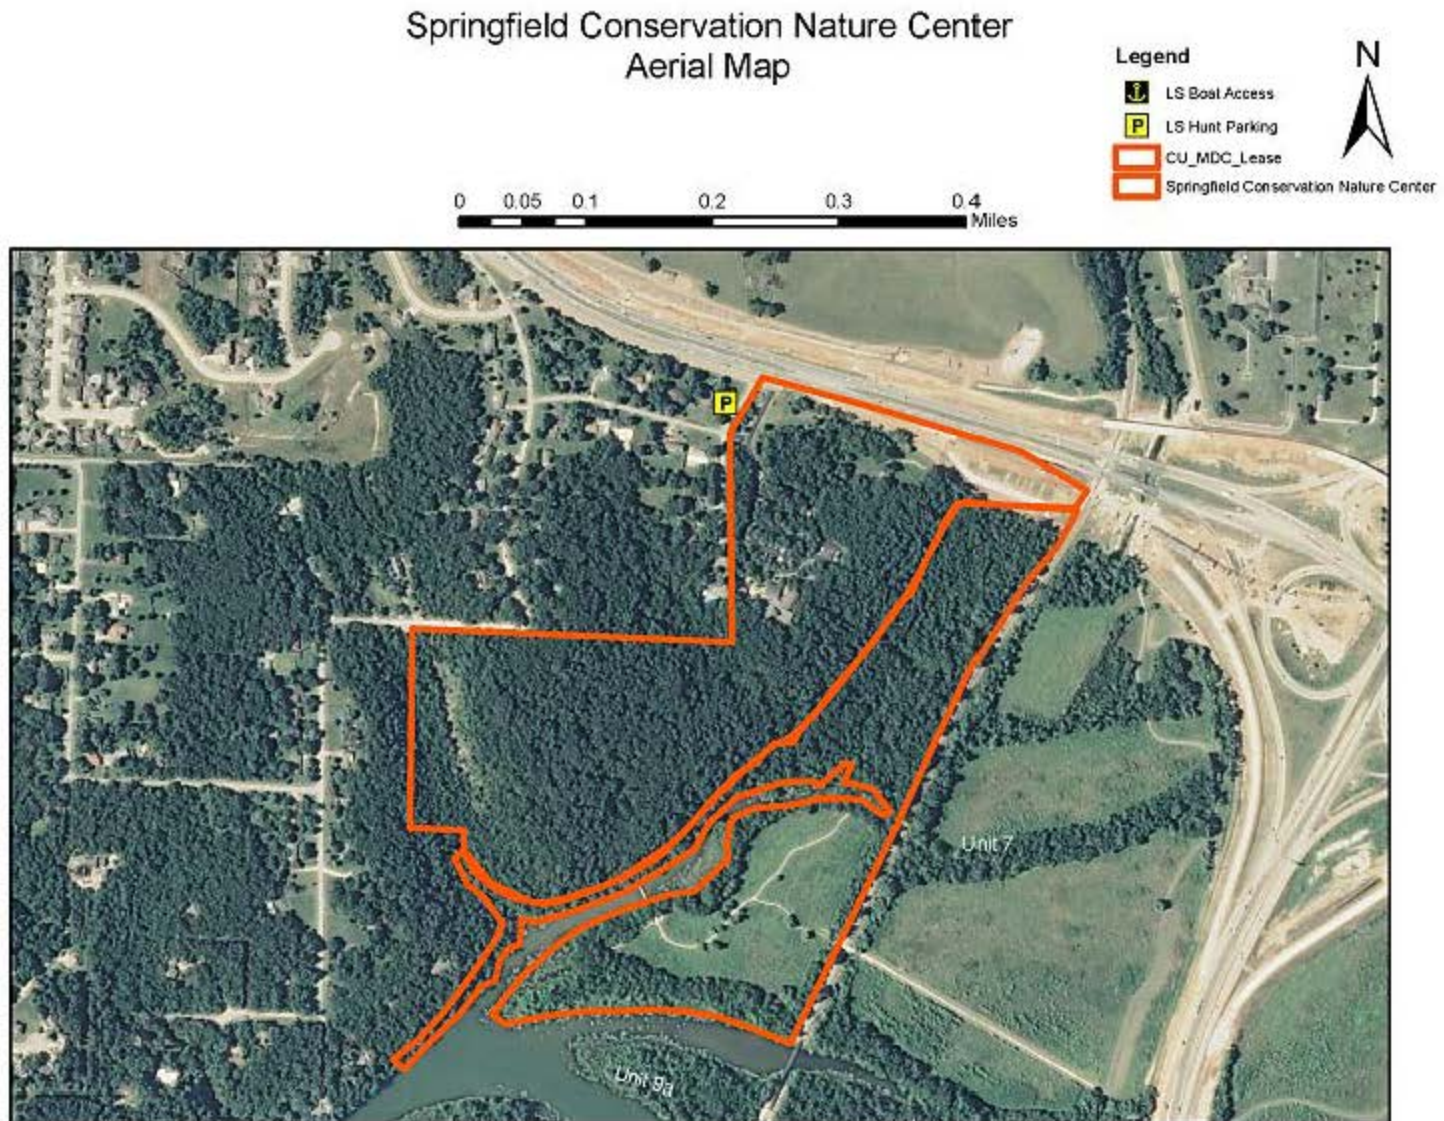 Springfield Conservation Nature Center
Aerial Map
Legend
LS Boat Access
P LS Hunt Parking
CU_MDC_Lease
Springfield Conservation Nature Center
N
0 0.05 0.1 0.2 0.3 0.4
Miles
P
Unit 7
Unit 9a